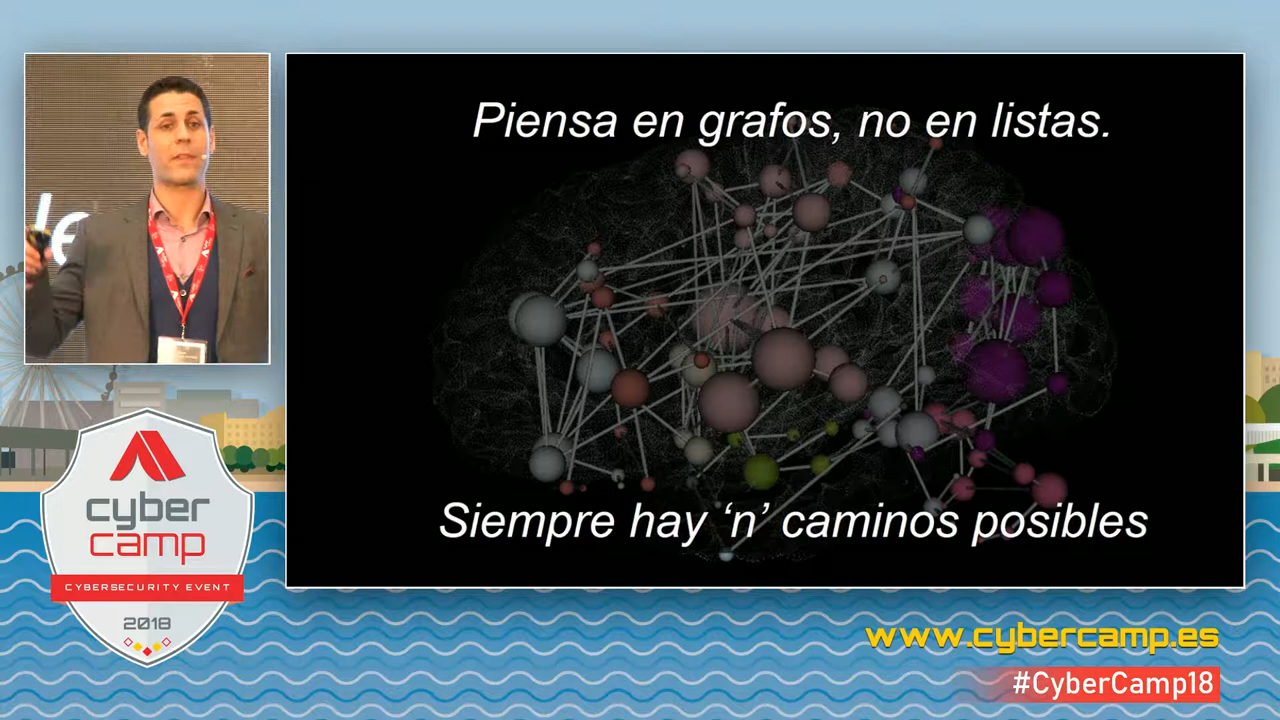 Piensa en grafos, no en listas.
Siempre hay ‘n’ caminos posibles
cyber
camp
CYBERSECURITY EVENT
2018
www.cybercamp.es
#CyberCamp18